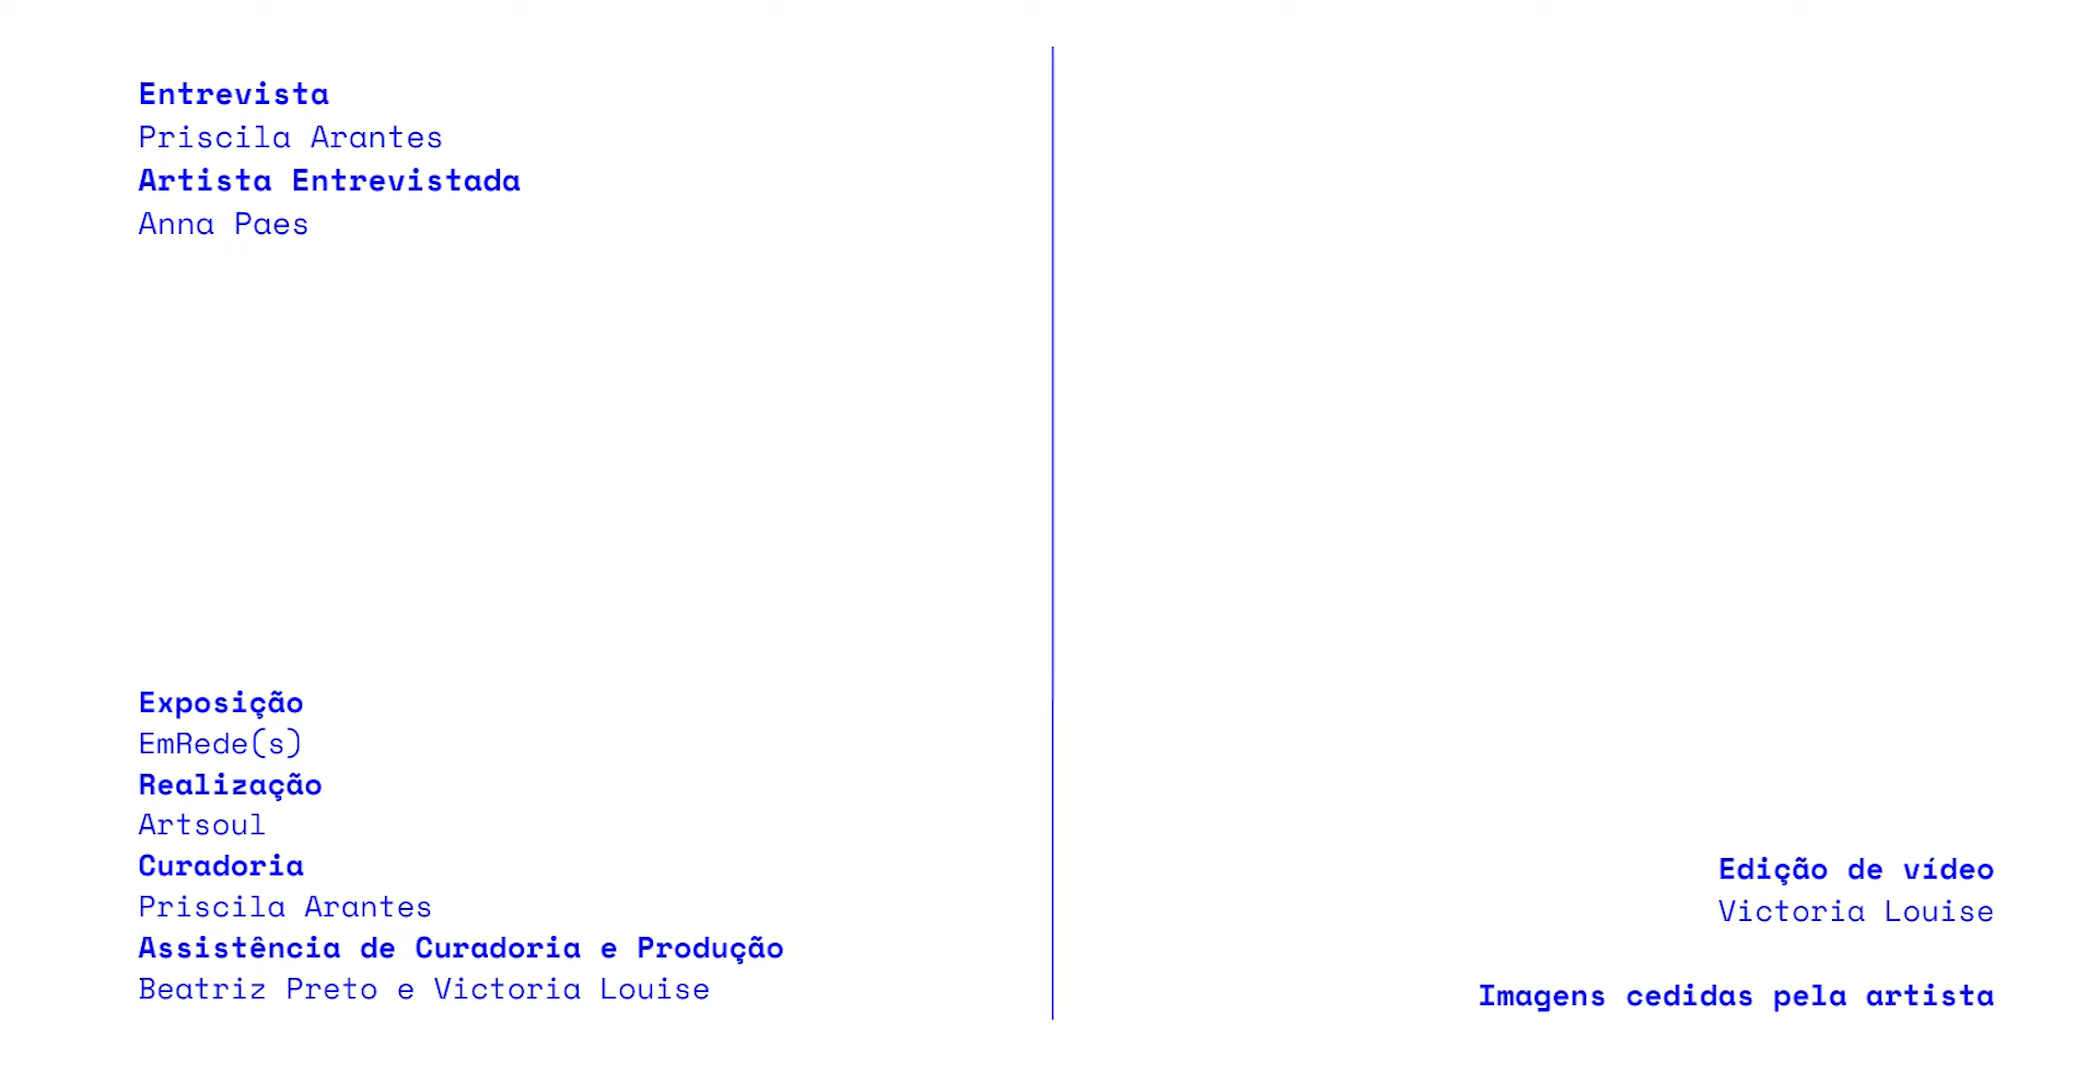 Entrevista
Priscila Arantes
Artista Entrevistada
Anna Paes
Exposição
EmRede(s)
Realização
Artsoul
Curadoria
Priscila Arantes
Assistência de Curadoria e Produção
Beatriz Preto e Victoria Louise
Edição de vídeo
Victoria Louise
Imagens cedidas pela artista